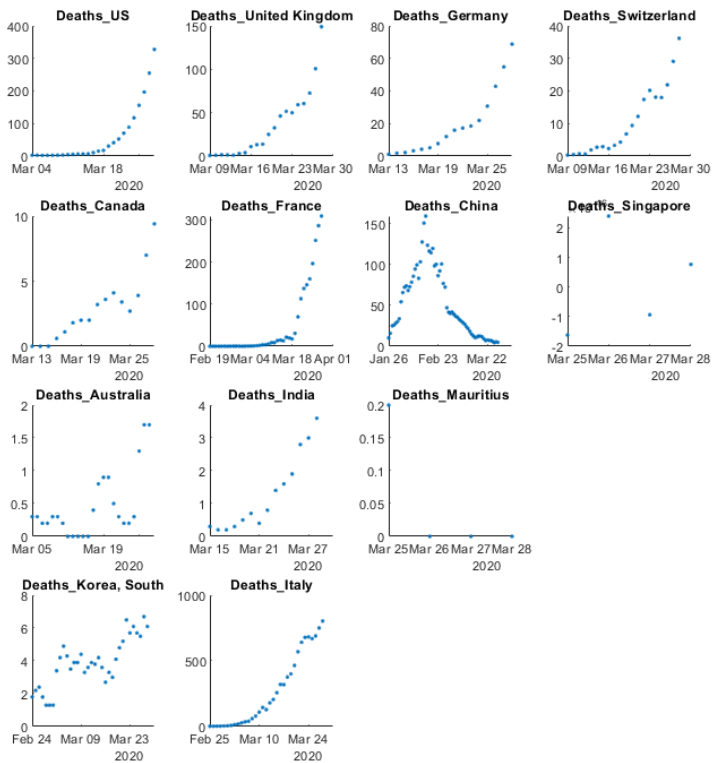 Deaths_US
400
300
200
100
0
Mar 04 Mar 18
2020
Deaths_United Kingdom
150
100
50
0
Mar 09 Mar 16 Mar 23 Mar 30
2020
Deaths_Germany
80
60
40
20
0
Mar 13 Mar 19 Mar 25
2020
Deaths_Switzerland
60
40
20
0
Mar 09 Mar 16 Mar 23 Mar 30
2020
Deaths_Canada
10
5
0
Mar 13 Mar 19 Mar 25
2020
Deaths_France
300
200
100
0
Feb 19 Mar 04 Mar 18 Apr 01
2020
Deaths_China
150
100
50
0
Jan 26 Feb 23 Mar 22
2020
Deaths_Singapore
2
1
0
-1
-2
Mar 25 Mar 26 Mar 27 Mar 28
2020
Deaths_Australia
2
1.5
1
0.5
0
Mar 05 Mar 19
2020
Deaths_India
4
3
2
1
0
Mar 15 Mar 21 Mar 27
2020
Deaths_Mauritius
0.2
0.15
0.1
0.05
0
Mar 25 Mar 26 Mar 27 Mar 28
2020
Deaths_Korea, South
8
6
4
2
0
Feb 24 Mar 09 Mar 23
2020
Deaths_Italy
1000
500
0
Feb 25 Mar 10 Mar 24
2020